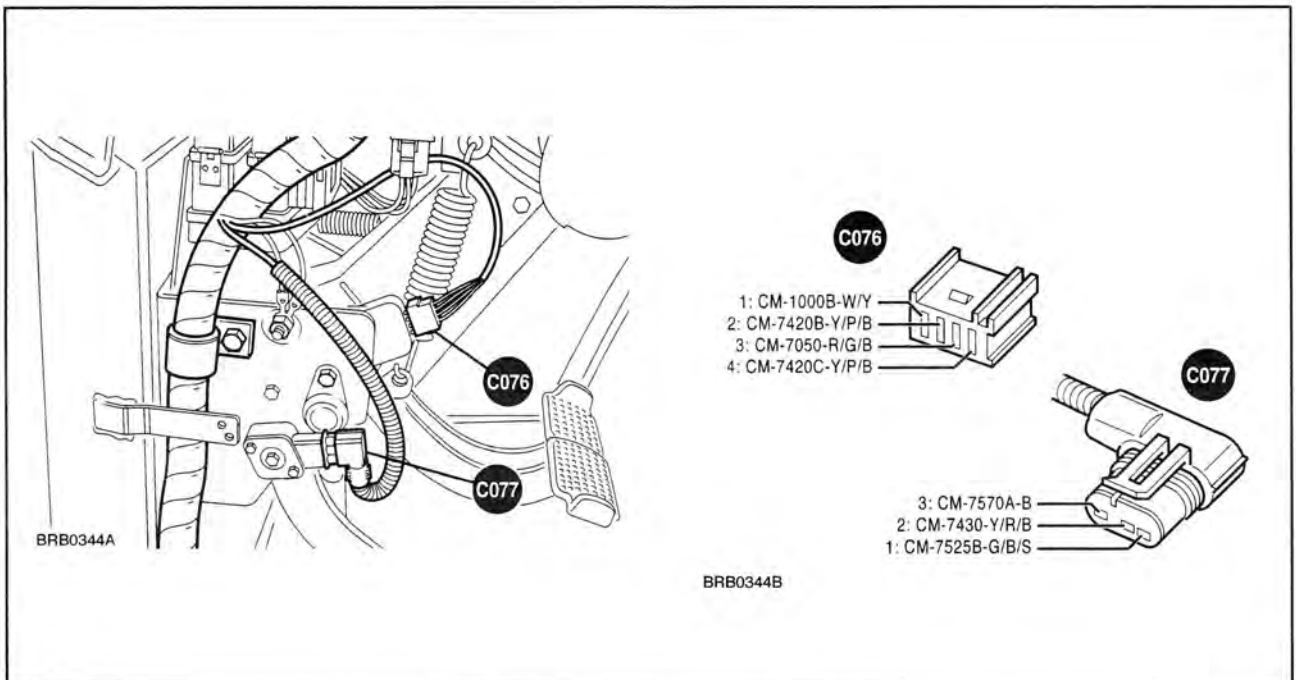 C076
C077
BRB0344A
C076
1: CM-1000B-W/Y
2: CM-7420B-Y/P/B
3: CM-7050-R/G/B
4: CM-7420C-Y/P/B
C077
3: CM-7570A-B
2: CM-7430-Y/R/B
1: CM-7525B-G/B/S
BRB0344B